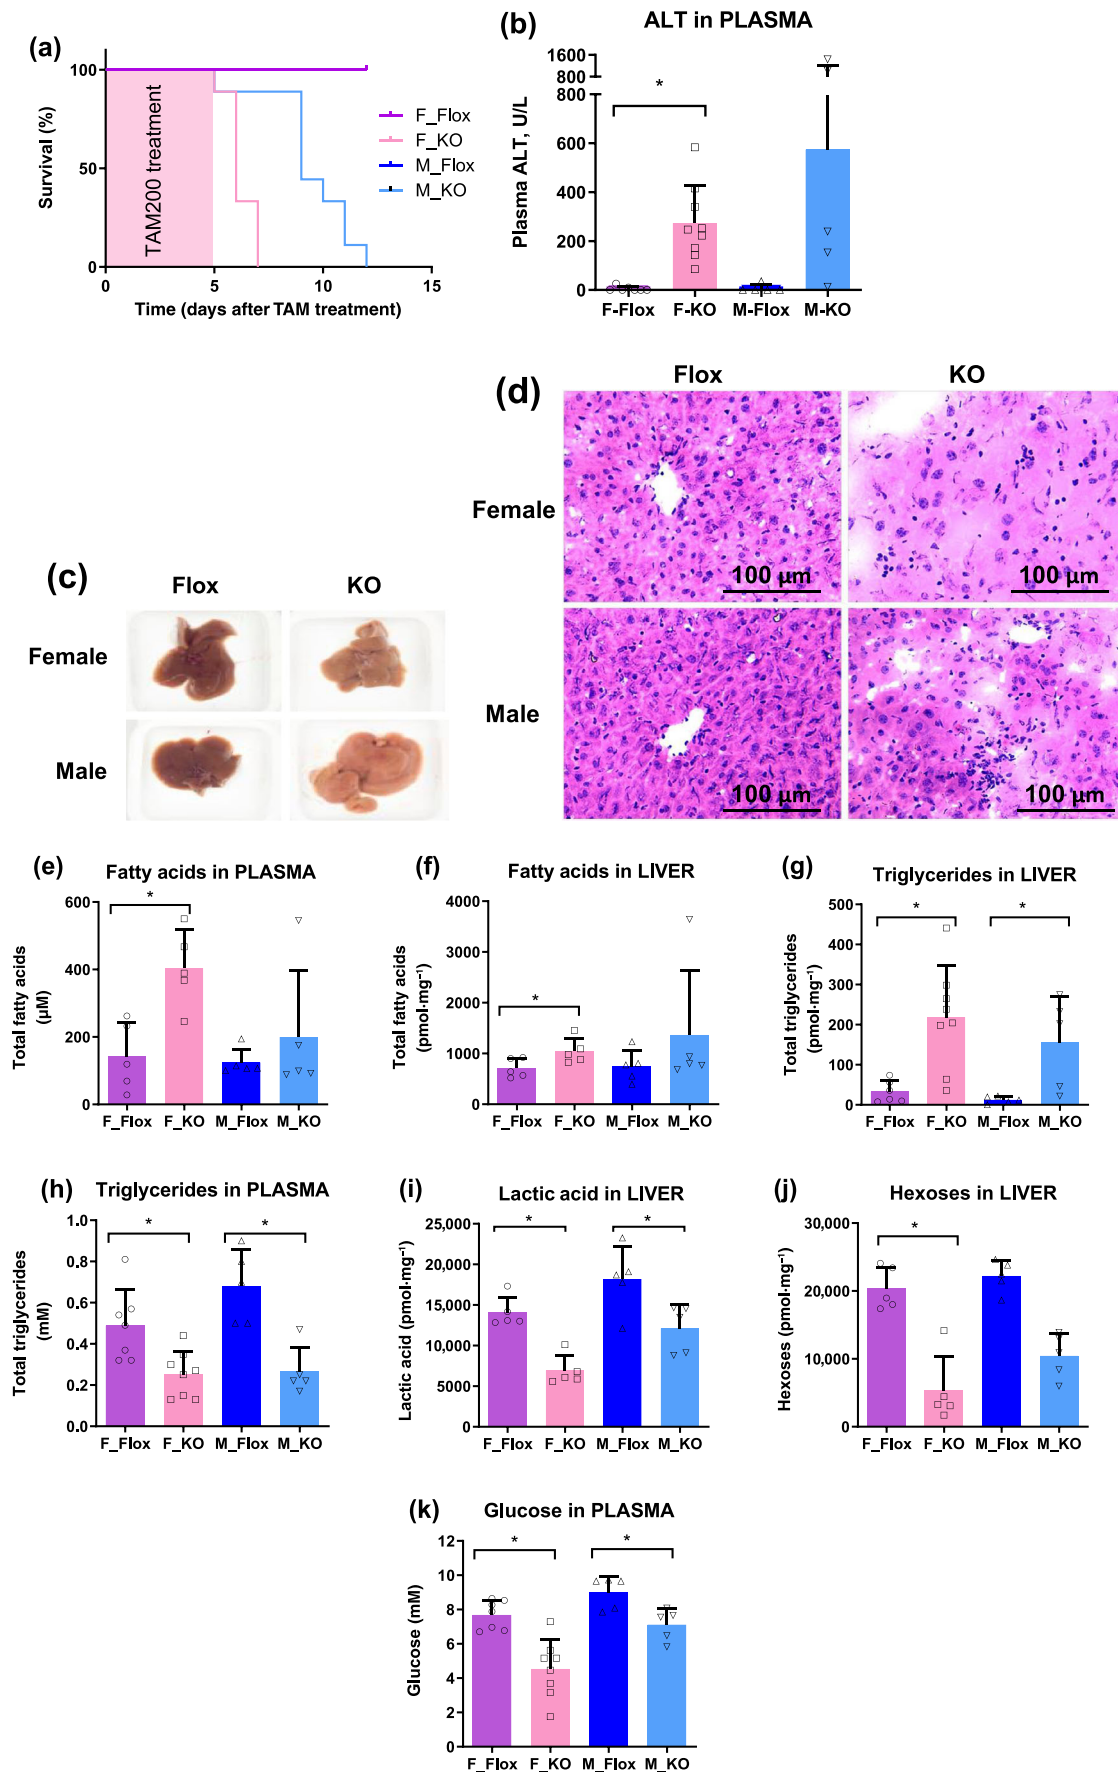 (a)
Survival (%)
100
50
0
TAM200 treatment
0
5
10
15
Time (days after TAM treatment)
F_Flox
F_KO
M_Flox
M_KO
(b)
ALT in PLASMA
Plasma ALT, U/L
1600
800
800
600
400
200
0
*
F-Flox
F-KO
M-Flox
M-KO
(c)
Flox
KO
Female
Male
(d)
Flox
KO
Female
100 µm
100 µm
Male
100 µm
100 µm
(e)
Fatty acids in PLASMA
Total fatty acids
(µM)
600
400
200
0
*
F_Flox
F_KO
M_Flox
M_KO
(f)
Fatty acids in LIVER
Total fatty acids
(pmol·mg⁻¹)
4000
3000
2000
1000
0
*
F_Flox
F_KO
M_Flox
M_KO
(g)
Triglycerides in LIVER
Total triglycerides
(pmol·mg⁻¹)
500
400
300
200
100
0
*
*
F_Flox
F_KO
M_Flox
M_KO
(h)
Triglycerides in PLASMA
Total triglycerides
(mM)
1.0
0.8
0.6
0.4
0.2
0.0
*
*
F_Flox
F_KO
M_Flox
M_KO
(i)
Lactic acid in LIVER
Lactic acid (pmol·mg⁻¹)
25,000
20,000
15,000
10,000
5000
0
*
*
F_Flox
F_KO
M_Flox
M_KO
(j)
Hexoses in LIVER
Hexoses (pmol·mg⁻¹)
30,000
20,000
10,000
0
*
F_Flox
F_KO
M_Flox
M_KO
(k)
Glucose in PLASMA
Glucose (mM)
12
10
8
6
4
2
0
*
*
F_Flox
F_KO
M_Flox
M_KO